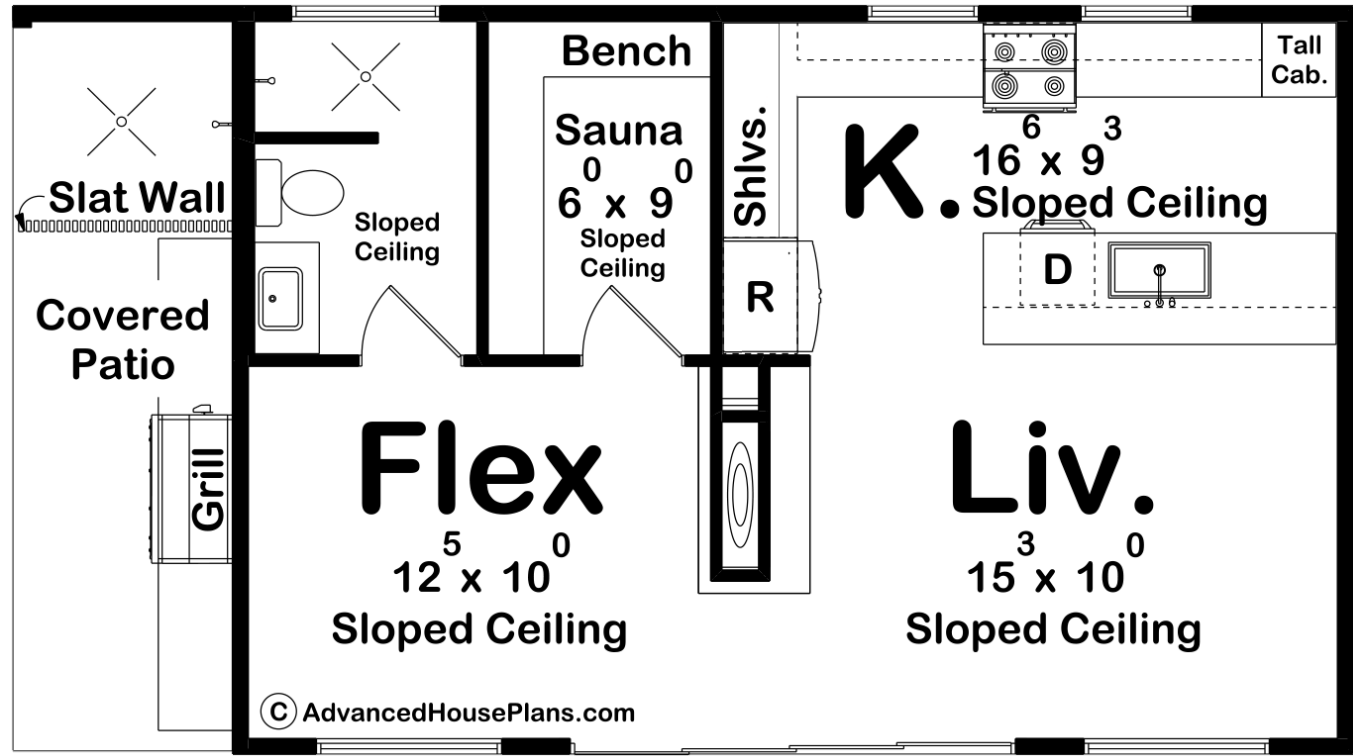 Bench
Tall
Cab.
Shlvs.
Sauna
6⁰ x 9⁰
Sloped
Ceiling
K.
16⁶ x 9³
Sloped Ceiling
Slat Wall
Sloped
Ceiling
R
D
Covered
Patio
Grill
Flex
12⁵ x 10⁰
Sloped Ceiling
Liv.
15³ x 10⁰
Sloped Ceiling
© AdvancedHousePlans.com